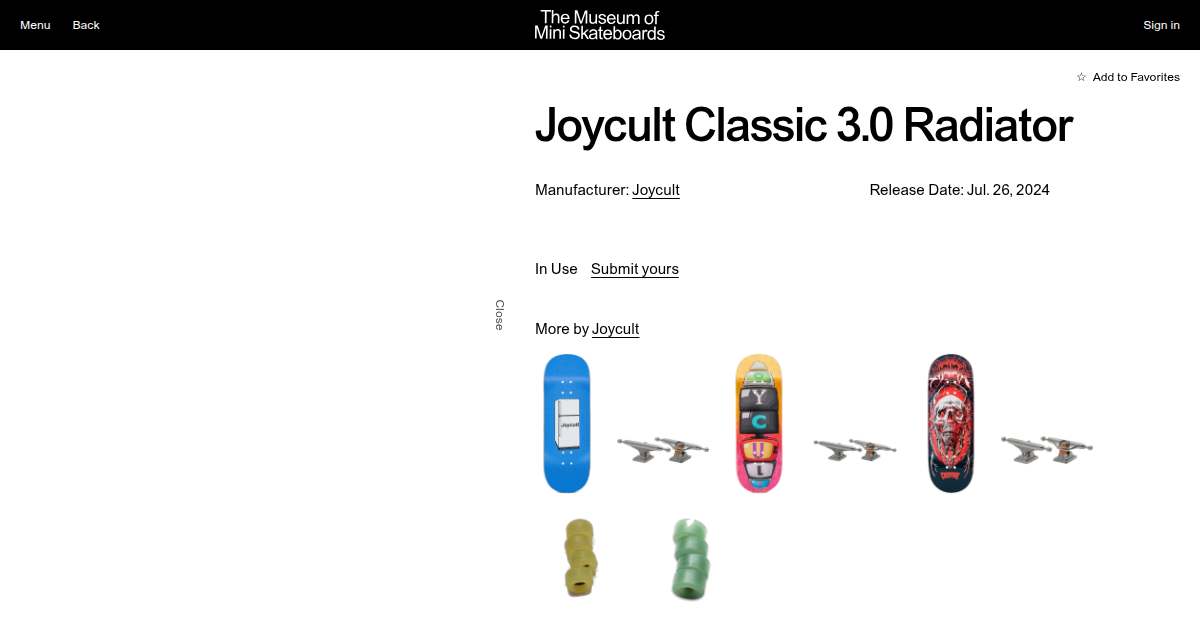 Menu
Back
The Museum of
Mini Skateboards
Sign in
☆ Add to Favorites
Joycult Classic 3.0 Radiator
Manufacturer: Joycult
Release Date: Jul. 26, 2024
In Use
Submit yours
Close
More by Joycult
Joycult
Y
C
U
L